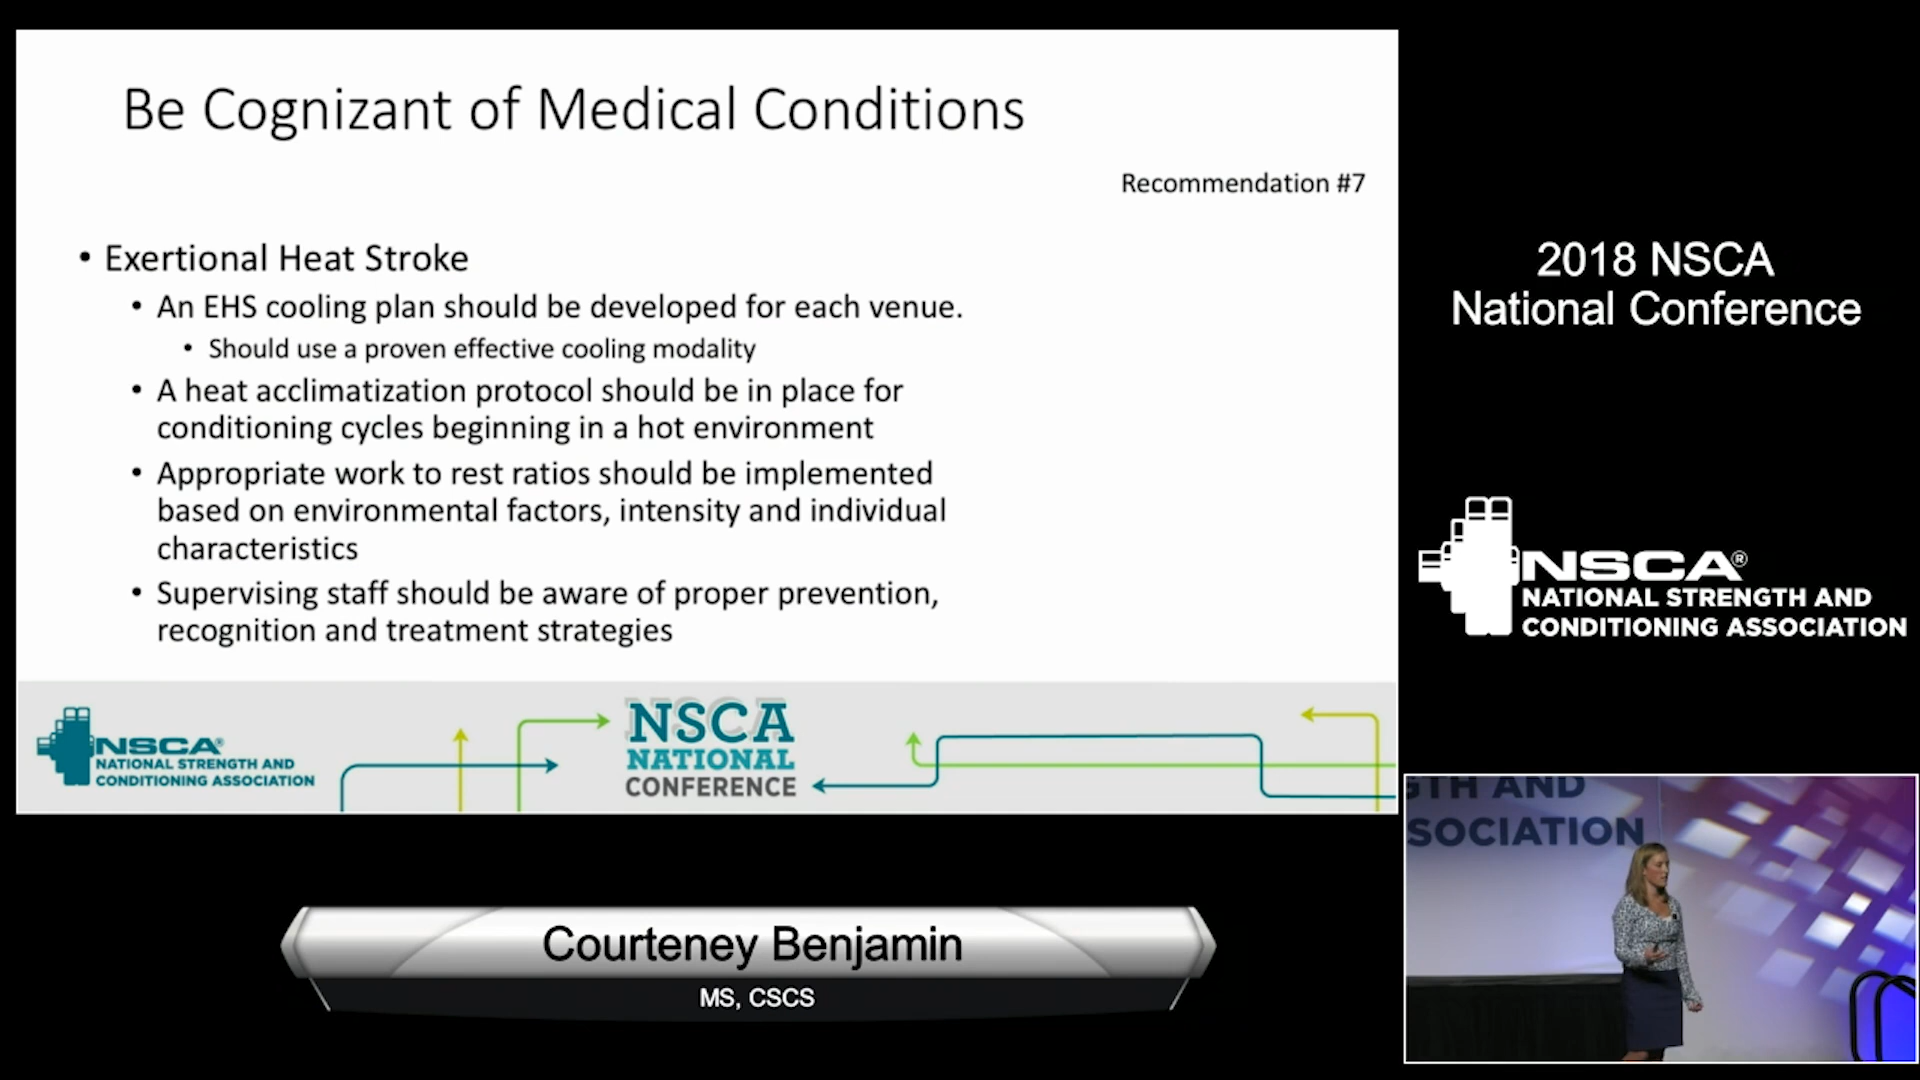 Be Cognizant of Medical Conditions
Recommendation #7
• Exertional Heat Stroke
• An EHS cooling plan should be developed for each venue.
• Should use a proven effective cooling modality
• A heat acclimatization protocol should be in place for
conditioning cycles beginning in a hot environment
• Appropriate work to rest ratios should be implemented
based on environmental factors, intensity and individual
characteristics
• Supervising staff should be aware of proper prevention,
recognition and treatment strategies
NSCA®
NATIONAL STRENGTH AND
CONDITIONING ASSOCIATION
NSCA
NATIONAL
CONFERENCE
2018 NSCA
National Conference
NSCA®
NATIONAL STRENGTH AND
CONDITIONING ASSOCIATION
GTH AND
SOCIATION
Courteney Benjamin
MS, CSCS